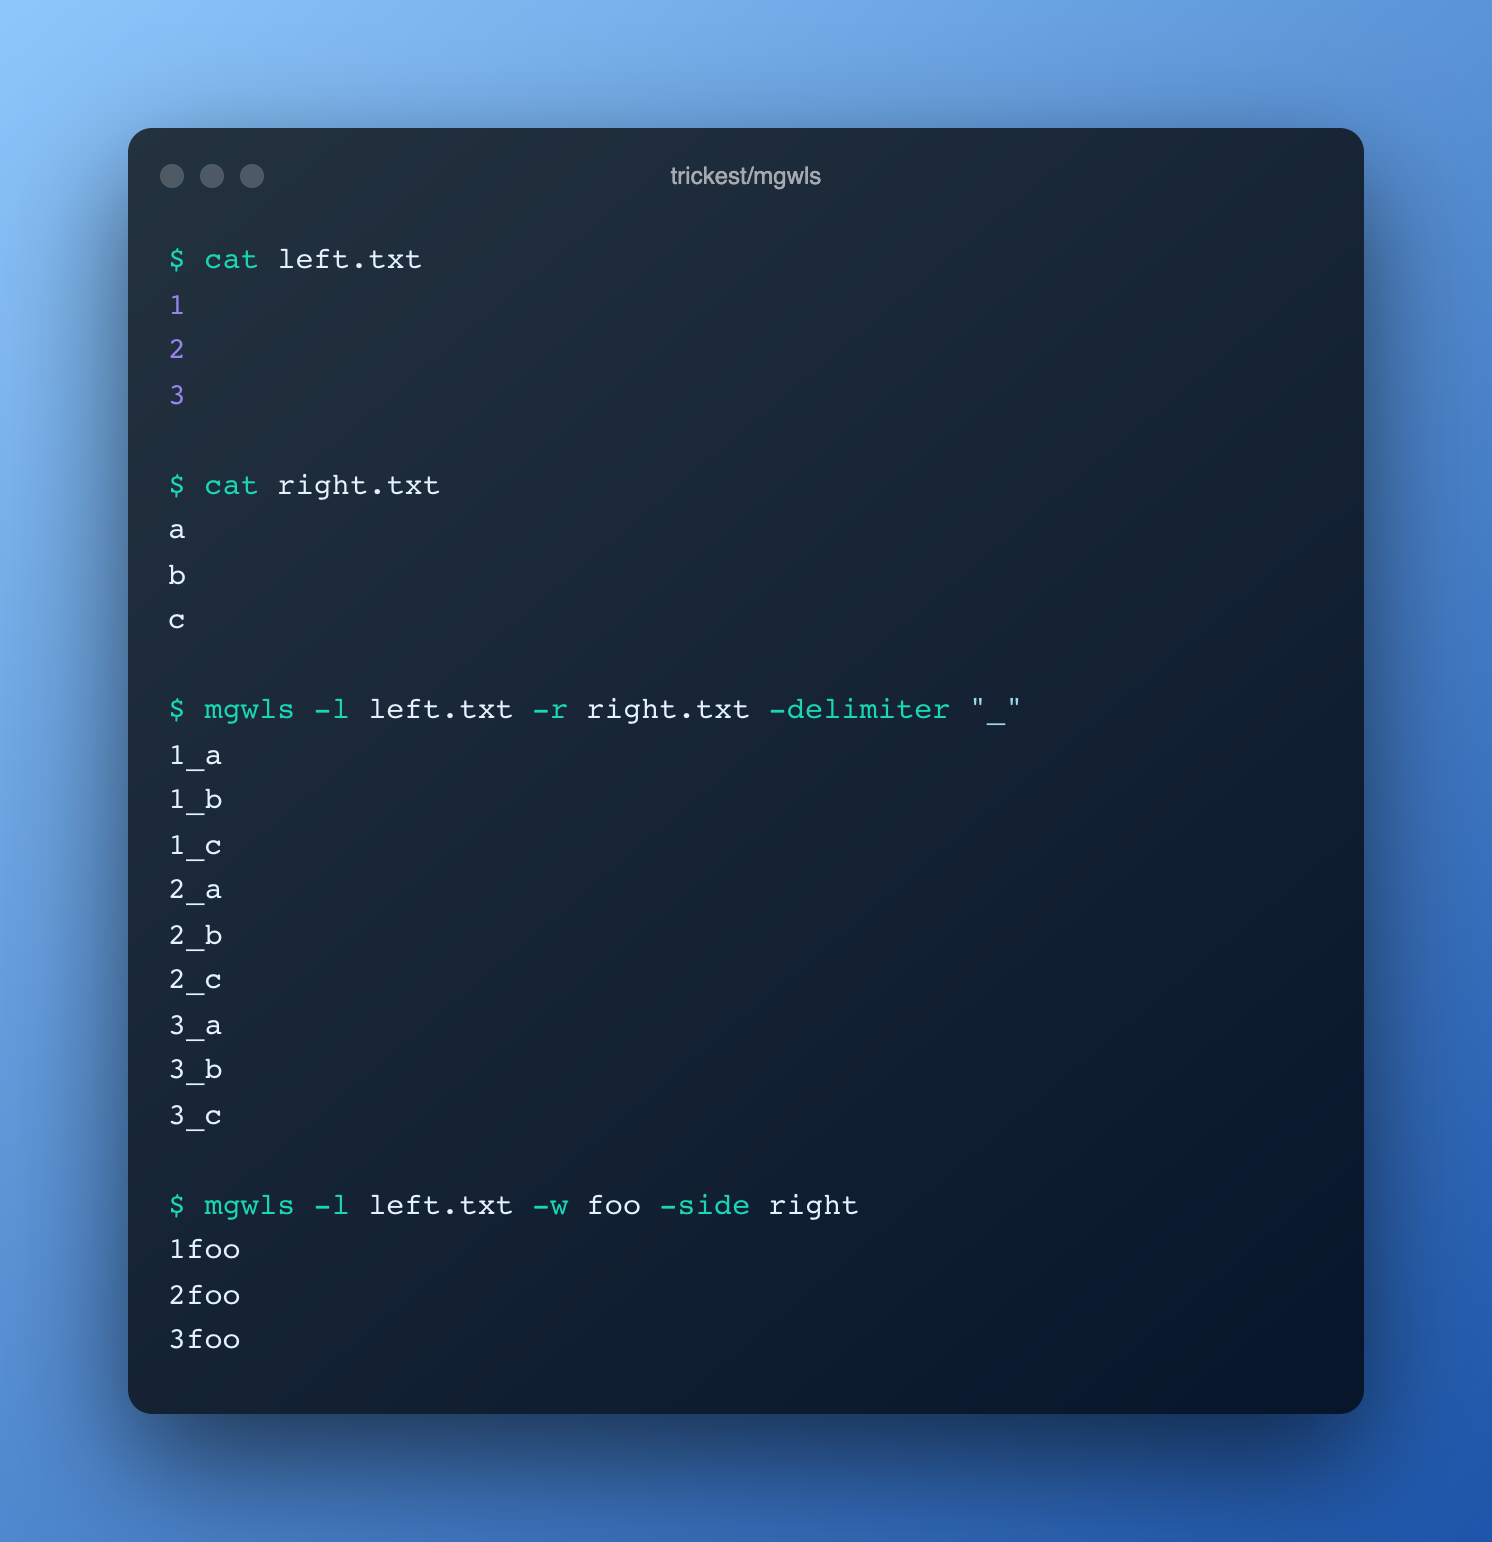 trickest/mgwls
$ cat left.txt
1
2
3
$ cat right.txt
a
b
c
$ mgwls -l left.txt -r right.txt -delimiter "_"
1_a
1_b
1_c
2_a
2_b
2_c
3_a
3_b
3_c
$ mgwls -l left.txt -w foo -side right
1foo
2foo
3foo